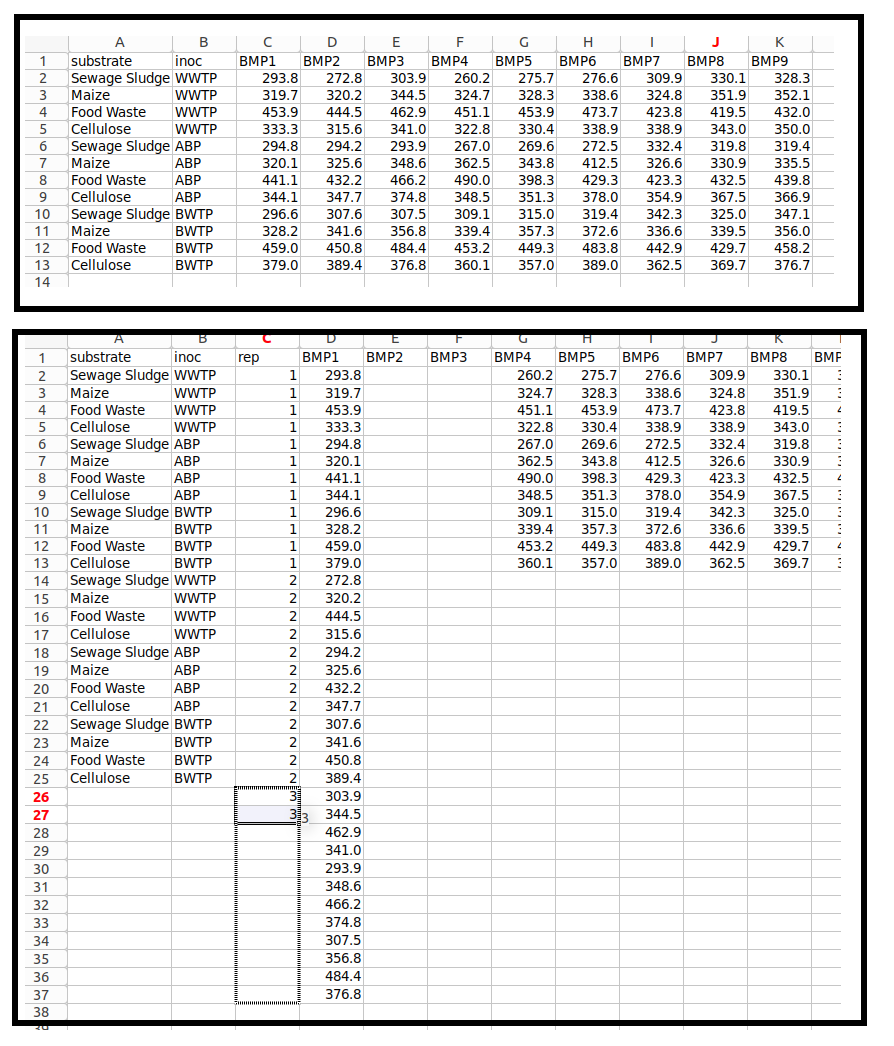 A B C D E F G H I J K
1 substrate inoc BMP1 BMP2 BMP3 BMP4 BMP5 BMP6 BMP7 BMP8 BMP9
2 Sewage Sludge WWTP 293.8 272.8 303.9 260.2 275.7 276.6 309.9 330.1 328.3
3 Maize WWTP 319.7 320.2 344.5 324.7 328.3 338.6 324.8 351.9 352.1
4 Food Waste WWTP 453.9 444.5 462.9 451.1 453.9 473.7 423.8 419.5 432.0
5 Cellulose WWTP 333.3 315.6 341.0 322.8 330.4 338.9 338.9 343.0 350.0
6 Sewage Sludge ABP 294.8 294.2 293.9 267.0 269.6 272.5 332.4 319.8 319.4
7 Maize ABP 320.1 325.6 348.6 362.5 343.8 412.5 326.6 330.9 335.5
8 Food Waste ABP 441.1 432.2 466.2 490.0 398.3 429.3 423.3 432.5 439.8
9 Cellulose ABP 344.1 347.7 374.8 348.5 351.3 378.0 354.9 367.5 366.9
10 Sewage Sludge BWTP 296.6 307.6 307.5 309.1 315.0 319.4 342.3 325.0 347.1
11 Maize BWTP 328.2 341.6 356.8 339.4 357.3 372.6 336.6 339.5 356.0
12 Food Waste BWTP 459.0 450.8 484.4 453.2 449.3 483.8 442.9 429.7 458.2
13 Cellulose BWTP 379.0 389.4 376.8 360.1 357.0 389.0 362.5 369.7 376.7
14
A B C D E F G H I J K
1 substrate inoc rep BMP1 BMP2 BMP3 BMP4 BMP5 BMP6 BMP7 BMP8 BMP
2 Sewage Sludge WWTP 1 293.8 260.2 275.7 276.6 309.9 330.1
3 Maize WWTP 1 319.7 324.7 328.3 338.6 324.8 351.9
4 Food Waste WWTP 1 453.9 451.1 453.9 473.7 423.8 419.5
5 Cellulose WWTP 1 333.3 322.8 330.4 338.9 338.9 343.0
6 Sewage Sludge ABP 1 294.8 267.0 269.6 272.5 332.4 319.8
7 Maize ABP 1 320.1 362.5 343.8 412.5 326.6 330.9
8 Food Waste ABP 1 441.1 490.0 398.3 429.3 423.3 432.5
9 Cellulose ABP 1 344.1 348.5 351.3 378.0 354.9 367.5
10 Sewage Sludge BWTP 1 296.6 309.1 315.0 319.4 342.3 325.0
11 Maize BWTP 1 328.2 339.4 357.3 372.6 336.6 339.5
12 Food Waste BWTP 1 459.0 453.2 449.3 483.8 442.9 429.7
13 Cellulose BWTP 1 379.0 360.1 357.0 389.0 362.5 369.7
14 Sewage Sludge WWTP 2 272.8
15 Maize WWTP 2 320.2
16 Food Waste WWTP 2 444.5
17 Cellulose WWTP 2 315.6
18 Sewage Sludge ABP 2 294.2
19 Maize ABP 2 325.6
20 Food Waste ABP 2 432.2
21 Cellulose ABP 2 347.7
22 Sewage Sludge BWTP 2 307.6
23 Maize BWTP 2 341.6
24 Food Waste BWTP 2 450.8
25 Cellulose BWTP 2 389.4
26 3 303.9
27 3 3 344.5
28 462.9
29 341.0
30 293.9
31 348.6
32 466.2
33 374.8
34 307.5
35 356.8
36 484.4
37 376.8
38